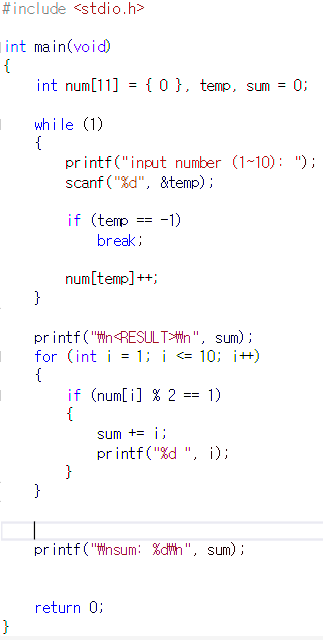 #include <stdio.h>
int main(void)
{
int num[11] = { 0 }, temp, sum = 0;
while (1)
{
printf("input number (1~10): ");
scanf("%d", &temp);
if (temp == -1)
break;
num[temp]++;
}
printf("₩n<RESULT>₩n", sum);
for (int i = 1; i <= 10; i++)
{
if (num[i] % 2 == 1)
{
sum += i;
printf("%d ", i);
}
}
printf("₩nsum: %d₩n", sum);
return 0;
}